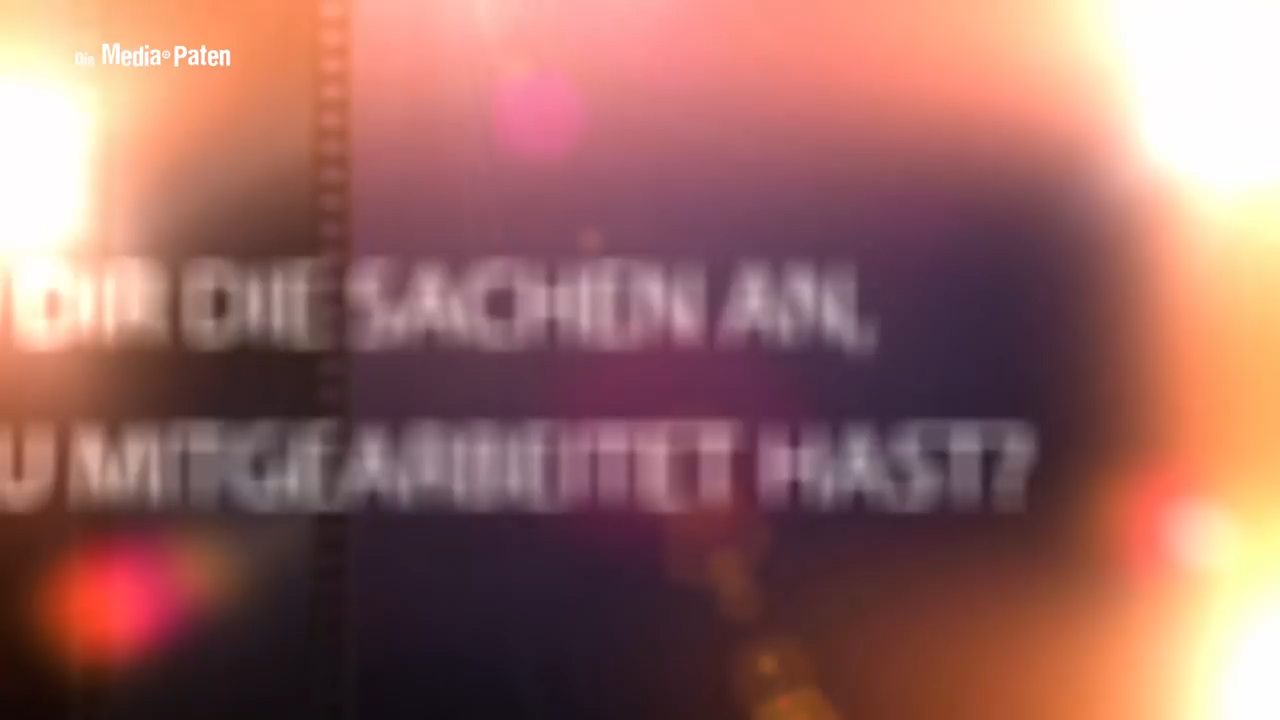 Die Media Paten
DIR DIE SACHEN AN,
MITGEARBEITET HAST?